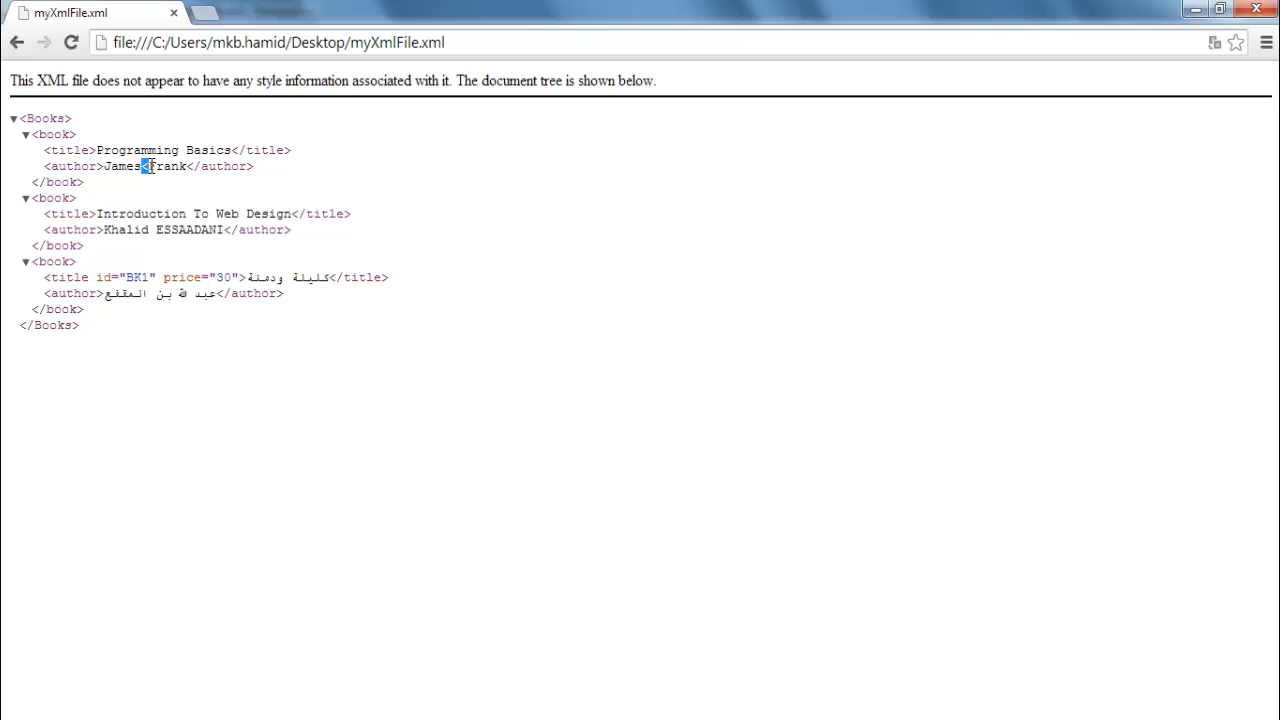 myXmlFile.xml
file:///C:/Users/mkb.hamid/Desktop/myXmlFile.xml
This XML file does not appear to have any style information associated with it. The document tree is shown below.
▼<Books>
▼<book>
<title>Programming Basics</title>
<author>James<frank</author>
</book>
▼<book>
<title>Introduction To Web Design</title>
<author>Khalid ESSAADANI</author>
</book>
▼<book>
<title id="BK1" price="30">كليلة ودمنة</title>
<author>عبد لله بن المقفع</author>
</book>
</Books>